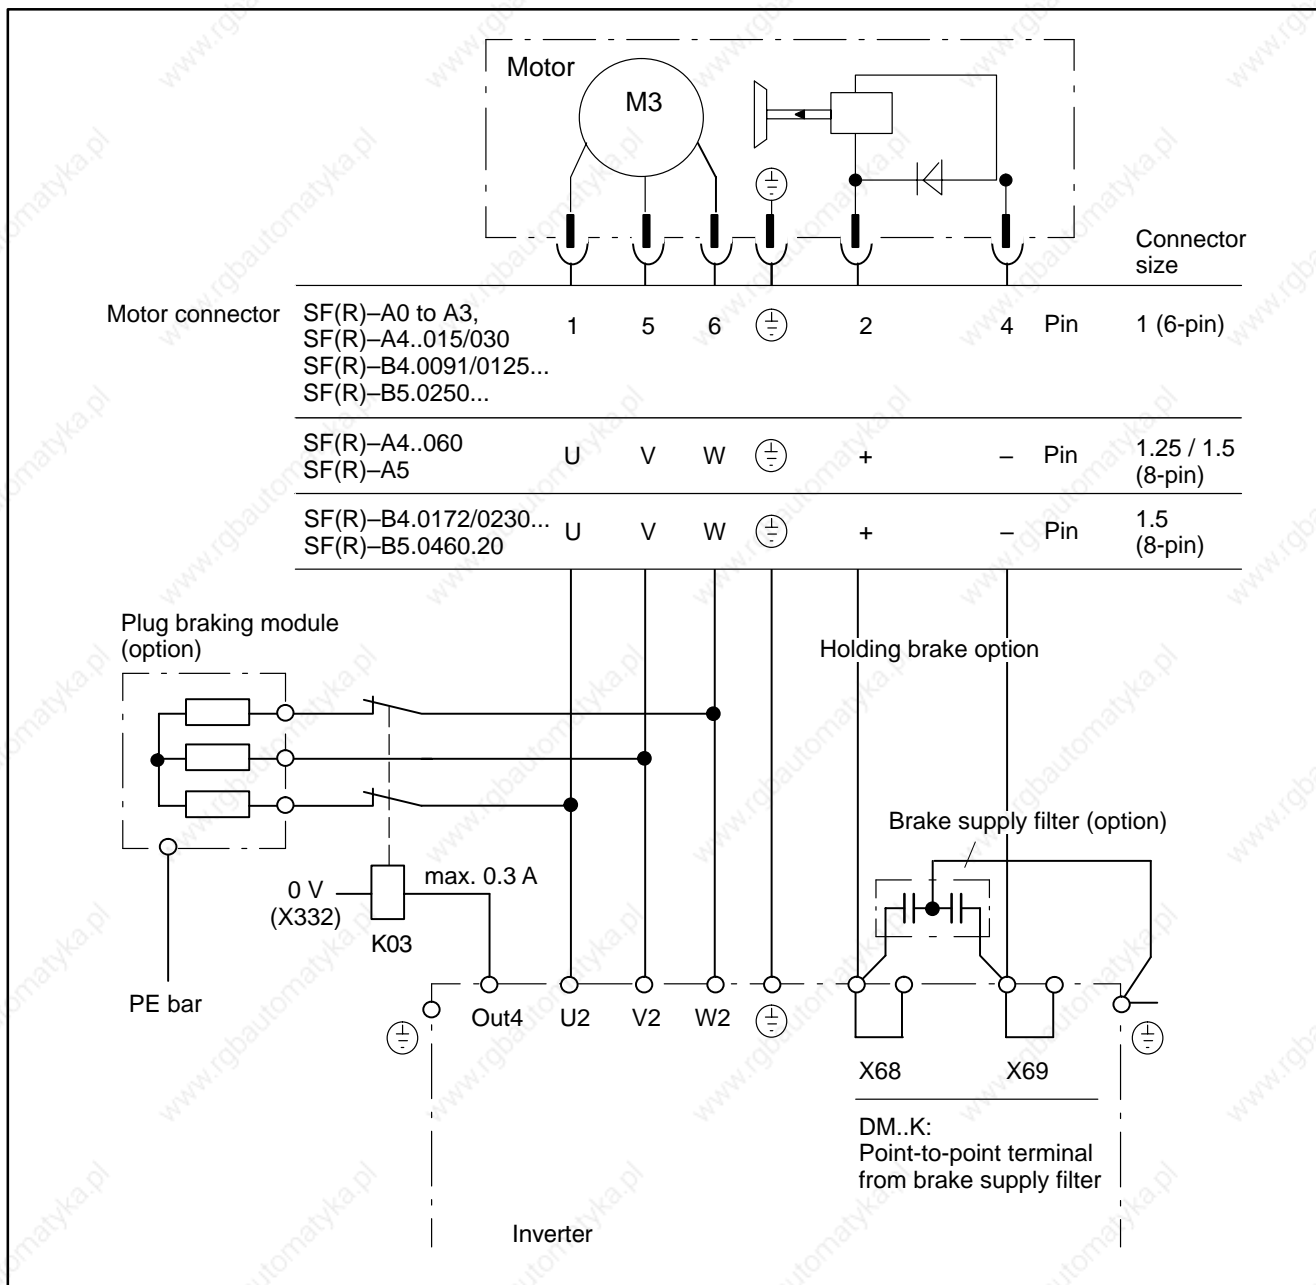 Motor
M3
Connector
size
Motor connector
SF(R)–A0 to A3,
SF(R)–A4..015/030
SF(R)–B4.0091/0125...
SF(R)–B5.0250...
1 5 6 2 4 Pin 1 (6-pin)
SF(R)–A4..060
SF(R)–A5
U V W + – Pin 1.25 / 1.5
(8-pin)
SF(R)–B4.0172/0230...
SF(R)–B5.0460.20
U V W + – Pin 1.5
(8-pin)
Plug braking module
(option)
Holding brake option
Brake supply filter (option)
0 V
(X332)
max. 0.3 A
K03
PE bar
Out4 U2 V2 W2
X68 X69
DM..K:
Point-to-point terminal
from brake supply filter
Inverter
www.rgbautomatyka.pl